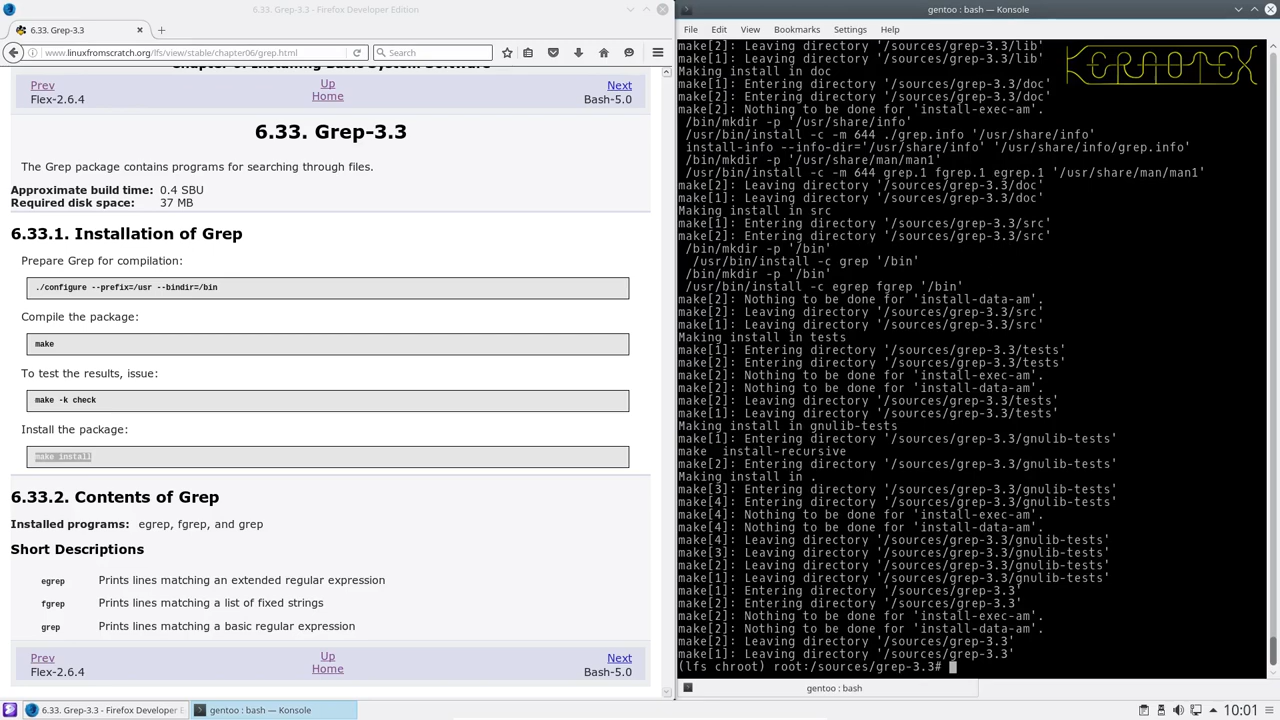 6.33. Grep-3.3 - Firefox Developer Edition
6.33. Grep-3.3
www.linuxfromscratch.org/lfs/view/stable/chapter06/grep.html
Search
Prev
Up
Next
Flex-2.6.4
Home
Bash-5.0
6.33. Grep-3.3
The Grep package contains programs for searching through files.
Approximate build time: 0.4 SBU
Required disk space: 37 MB
6.33.1. Installation of Grep
Prepare Grep for compilation:
./configure --prefix=/usr --bindir=/bin
Compile the package:
make
To test the results, issue:
make -k check
Install the package:
make install
6.33.2. Contents of Grep
Installed programs: egrep, fgrep, and grep
Short Descriptions
egrep Prints lines matching an extended regular expression
fgrep Prints lines matching a list of fixed strings
grep Prints lines matching a basic regular expression
Prev
Up
Next
Flex-2.6.4
Home
Bash-5.0
gentoo : bash — Konsole
File Edit View Bookmarks Settings Help
KERNOTEX
make[2]: Leaving directory '/sources/grep-3.3/lib'
make[1]: Leaving directory '/sources/grep-3.3/lib'
Making install in doc
make[1]: Entering directory '/sources/grep-3.3/doc'
make[2]: Entering directory '/sources/grep-3.3/doc'
make[2]: Nothing to be done for 'install-exec-am'.
/bin/mkdir -p '/usr/share/info'
/usr/bin/install -c -m 644 ./grep.info '/usr/share/info'
install-info --info-dir='/usr/share/info' '/usr/share/info/grep.info'
/bin/mkdir -p '/usr/share/man/man1'
/usr/bin/install -c -m 644 grep.1 fgrep.1 egrep.1 '/usr/share/man/man1'
make[2]: Leaving directory '/sources/grep-3.3/doc'
make[1]: Leaving directory '/sources/grep-3.3/doc'
Making install in src
make[1]: Entering directory '/sources/grep-3.3/src'
make[2]: Entering directory '/sources/grep-3.3/src'
/bin/mkdir -p '/bin'
/usr/bin/install -c grep '/bin'
/bin/mkdir -p '/bin'
/usr/bin/install -c egrep fgrep '/bin'
make[2]: Nothing to be done for 'install-data-am'.
make[2]: Leaving directory '/sources/grep-3.3/src'
make[1]: Leaving directory '/sources/grep-3.3/src'
Making install in tests
make[1]: Entering directory '/sources/grep-3.3/tests'
make[2]: Entering directory '/sources/grep-3.3/tests'
make[2]: Nothing to be done for 'install-exec-am'.
make[2]: Nothing to be done for 'install-data-am'.
make[2]: Leaving directory '/sources/grep-3.3/tests'
make[1]: Leaving directory '/sources/grep-3.3/tests'
Making install in gnulib-tests
make[1]: Entering directory '/sources/grep-3.3/gnulib-tests'
make  install-recursive
make[2]: Entering directory '/sources/grep-3.3/gnulib-tests'
Making install in .
make[3]: Entering directory '/sources/grep-3.3/gnulib-tests'
make[4]: Entering directory '/sources/grep-3.3/gnulib-tests'
make[4]: Nothing to be done for 'install-exec-am'.
make[4]: Nothing to be done for 'install-data-am'.
make[4]: Leaving directory '/sources/grep-3.3/gnulib-tests'
make[3]: Leaving directory '/sources/grep-3.3/gnulib-tests'
make[2]: Leaving directory '/sources/grep-3.3/gnulib-tests'
make[1]: Leaving directory '/sources/grep-3.3/gnulib-tests'
make[1]: Entering directory '/sources/grep-3.3'
make[2]: Entering directory '/sources/grep-3.3'
make[2]: Nothing to be done for 'install-exec-am'.
make[2]: Nothing to be done for 'install-data-am'.
make[2]: Leaving directory '/sources/grep-3.3'
make[1]: Leaving directory '/sources/grep-3.3'
(lfs chroot) root:/sources/grep-3.3#
gentoo : bash
6.33. Grep-3.3 - Firefox Developer E
gentoo : bash — Konsole
10:01